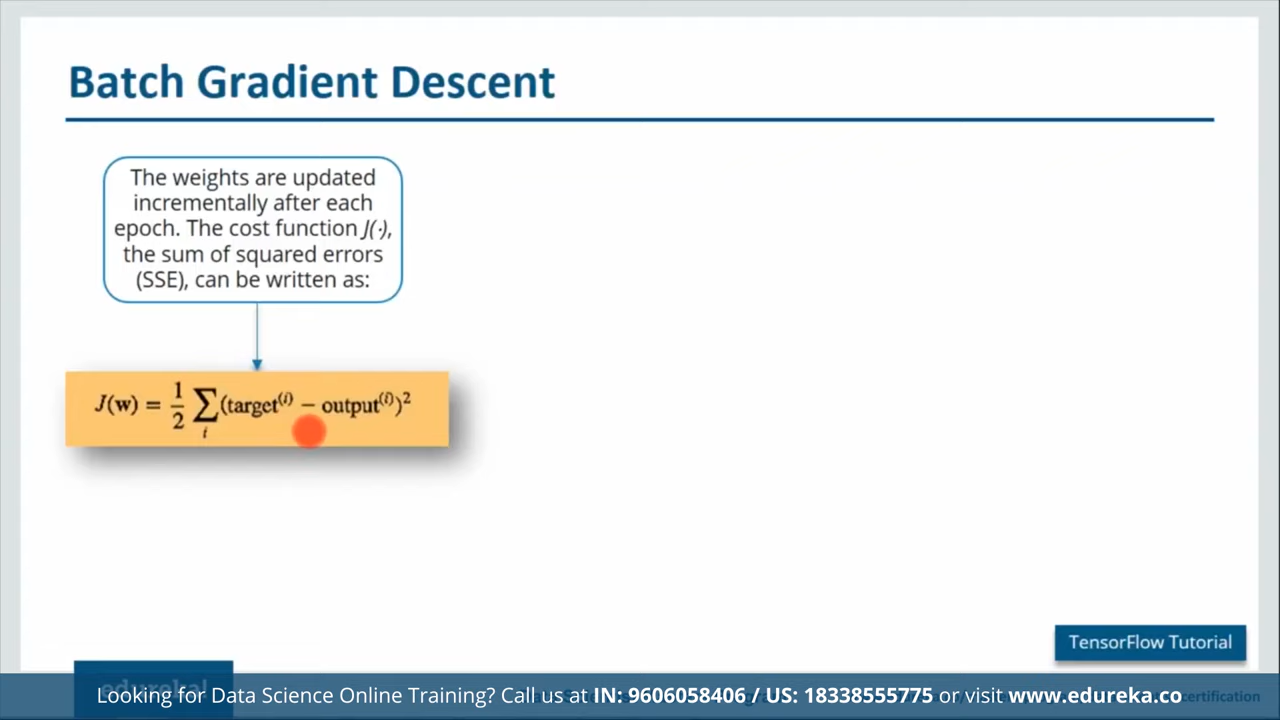 Batch Gradient Descent
The weights are updated
incrementally after each
epoch. The cost function J(·),
the sum of squared errors
(SSE), can be written as:
J(w) = 1/2 ∑_i (target^(i) − output^(i))^2
TensorFlow Tutorial
Looking for Data Science Online Training? Call us at IN: 9606058406 / US: 18338555775 or visit www.edureka.co
certification